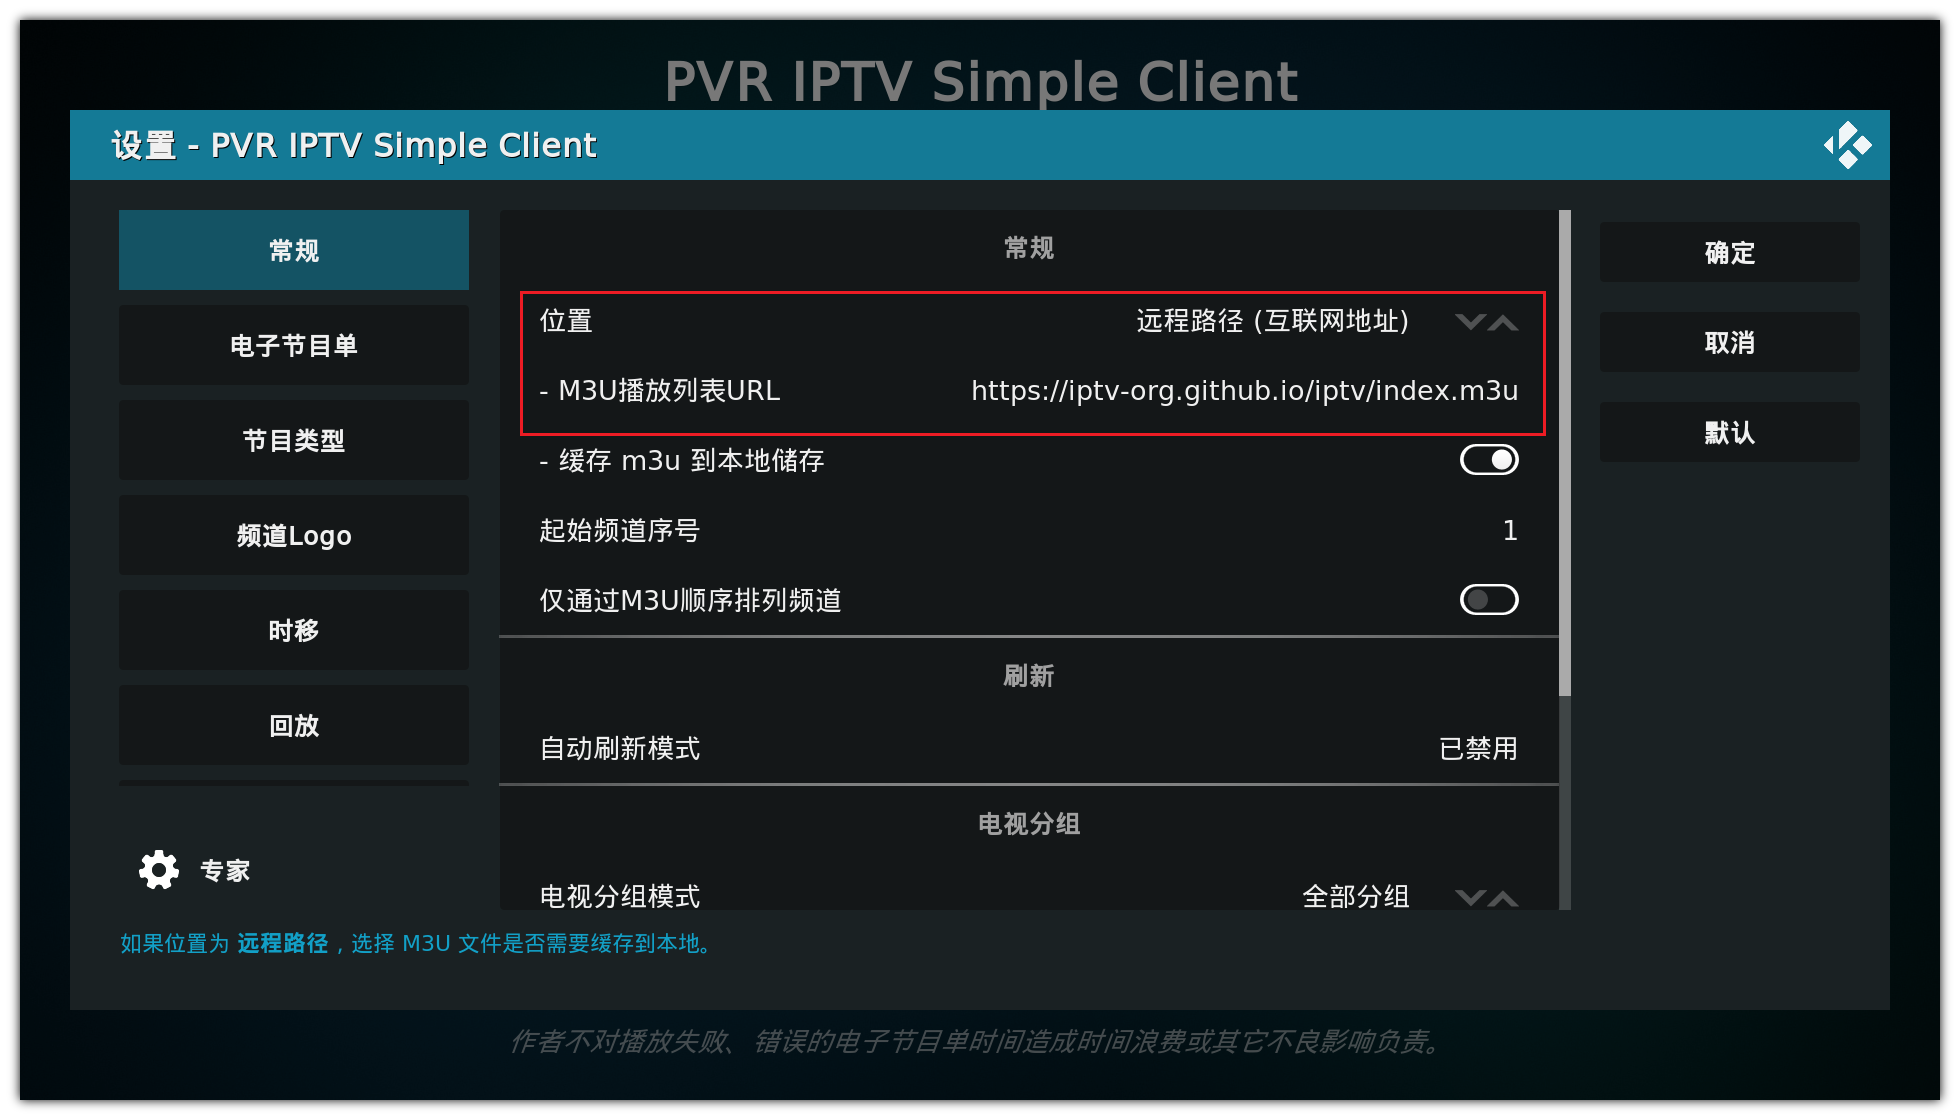 PVR IPTV Simple Client
设置 - PVR IPTV Simple Client
常规
电子节目单
节目类型
频道Logo
时移
回放
专家
常规
位置 远程路径 (互联网地址)
- M3U播放列表URL https://iptv-org.github.io/iptv/index.m3u
- 缓存 m3u 到本地储存
起始频道序号 1
仅通过M3U顺序排列频道
刷新
自动刷新模式 已禁用
电视分组
电视分组模式 全部分组
确定
取消
默认
如果位置为 远程路径，选择 M3U 文件是否需要缓存到本地。
作者不对播放失败、错误的电子节目单时间造成时间浪费或其它不良影响负责。